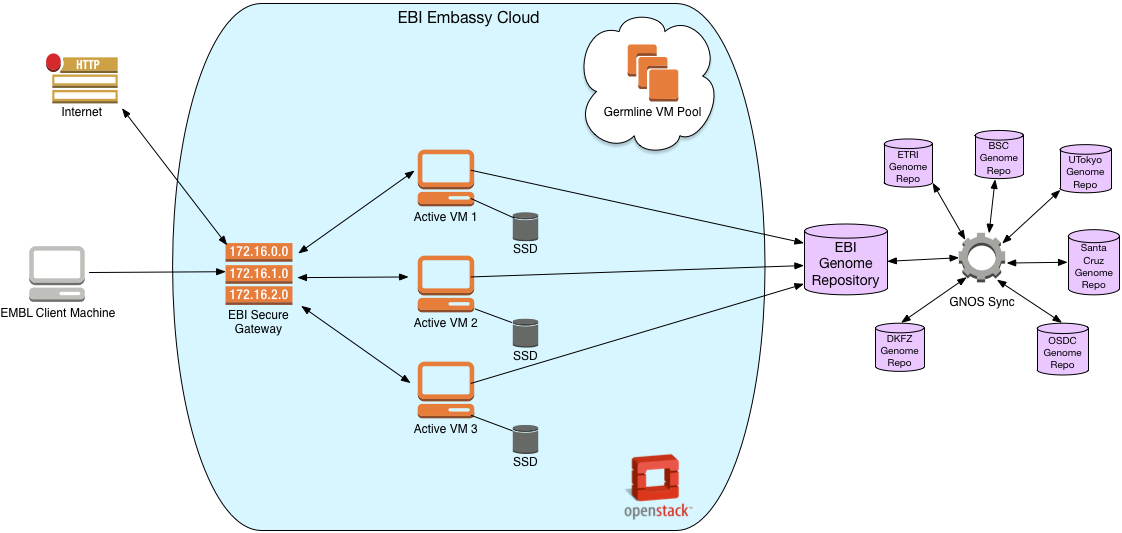 EBI Embassy Cloud
HTTP
Internet
Germline VM Pool
EMBL Client Machine
172.16.0.0
172.16.1.0
172.16.2.0
EBI Secure
Gateway
Active VM 1
SSD
Active VM 2
SSD
Active VM 3
SSD
openstack™
EBI
Genome
Repository
GNOS Sync
ETRI
Genome
Repo
BSC
Genome
Repo
UTokyo
Genome
Repo
Santa
Cruz
Genome
Repo
DKFZ
Genome
Repo
OSDC
Genome
Repo